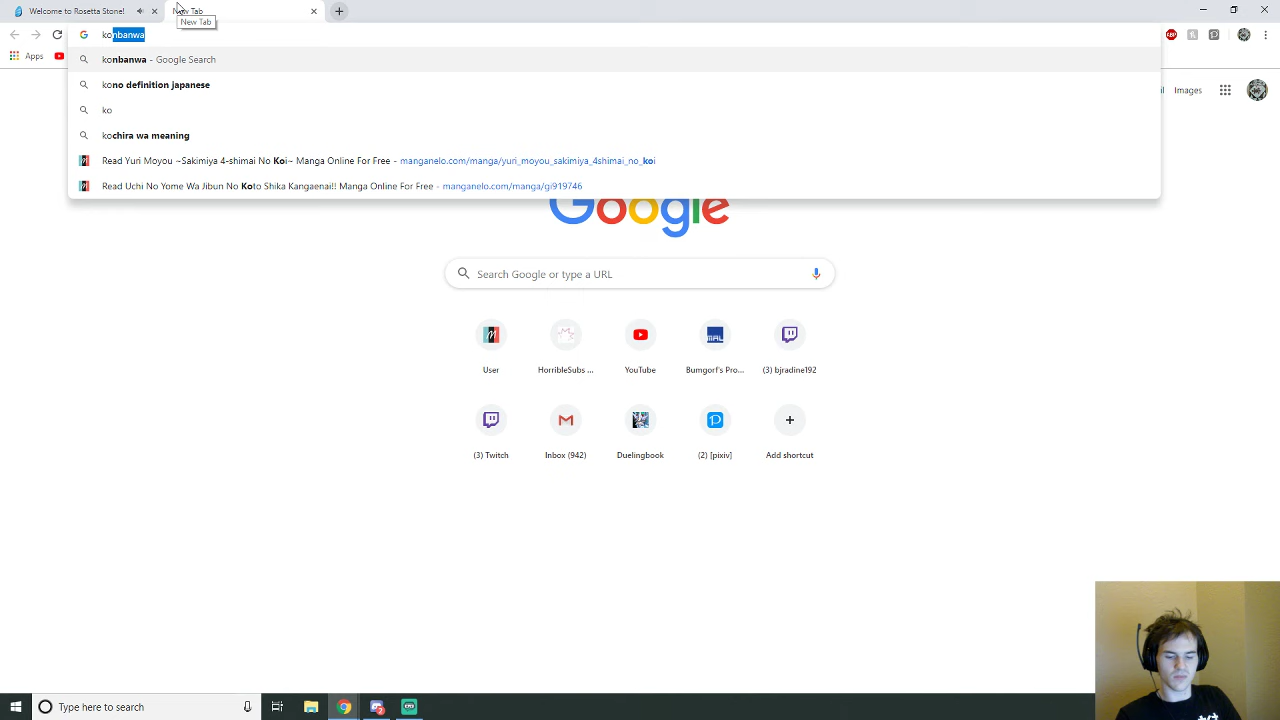 Welcome to Rosetta Stone!
New Tab
New Tab
konbanwa
ABP
Apps
konbanwa - Google Search
kono definition japanese
ko
kochira wa meaning
Read Yuri Moyou ~Sakimiya 4-shimai No Koi~ Manga Online For Free - manganelo.com/manga/yuri_moyou_sakimiya_4shimai_no_koi
Read Uchi No Yome Wa Jibun No Koto Shika Kangaenai!! Manga Online For Free - manganelo.com/manga/gi919746
Images
Google
Search Google or type a URL
MAL
User
HorribleSubs ...
YouTube
Bumgorf's Pro...
(3) bjradine192
(3) Twitch
Inbox (942)
Duelingbook
(2) [pixiv]
Add shortcut
Type here to search
2